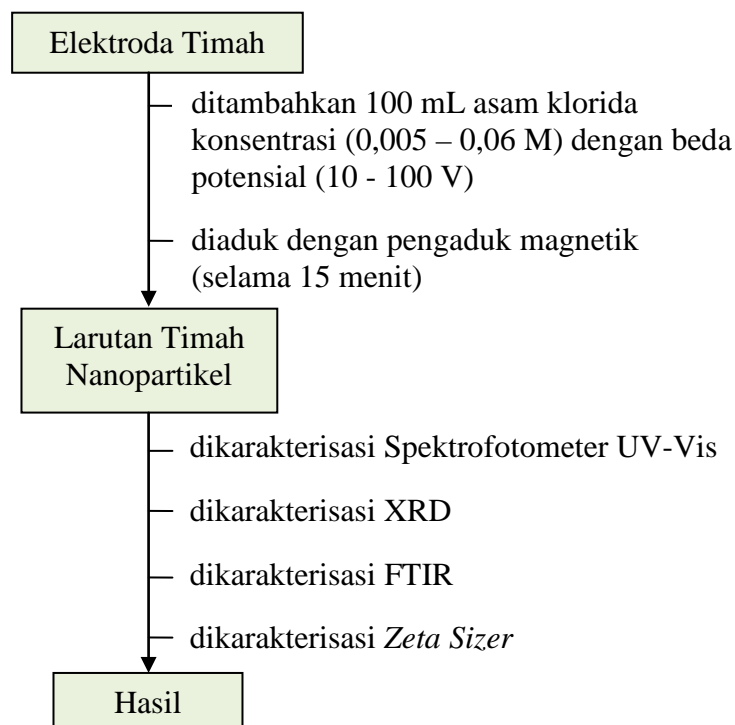 Elektroda Timah
ditambahkan 100 mL asam klorida
konsentrasi (0,005 – 0,06 M) dengan beda
potensial (10 - 100 V)
diaduk dengan pengaduk magnetik
(selama 15 menit)
Larutan Timah
Nanopartikel
dikarakterisasi Spektrofotometer UV-Vis
dikarakterisasi XRD
dikarakterisasi FTIR
dikarakterisasi Zeta Sizer
Hasil